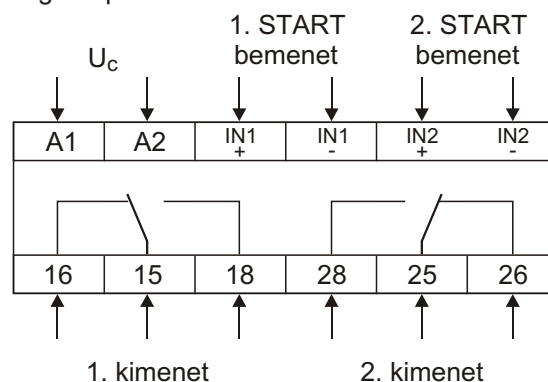 1. START 2. START
U_c bemenet bemenet
A1 A2 IN1 + IN1 - IN2 + IN2 -
16 15 18 28 25 26
1. kimenet 2. kimenet